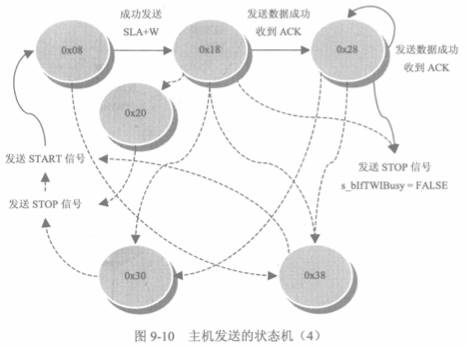 成功发送
SLA+W
发送数据成功
收到 ACK
0x08
0x18
0x28
发送数据成功
收到 ACK
0x20
发送 START 信号
发送 STOP 信号
s_bIfTWIBusy = FALSE
发送 STOP 信号
0x30
0x38
图 9-10 主机发送的状态机（4）